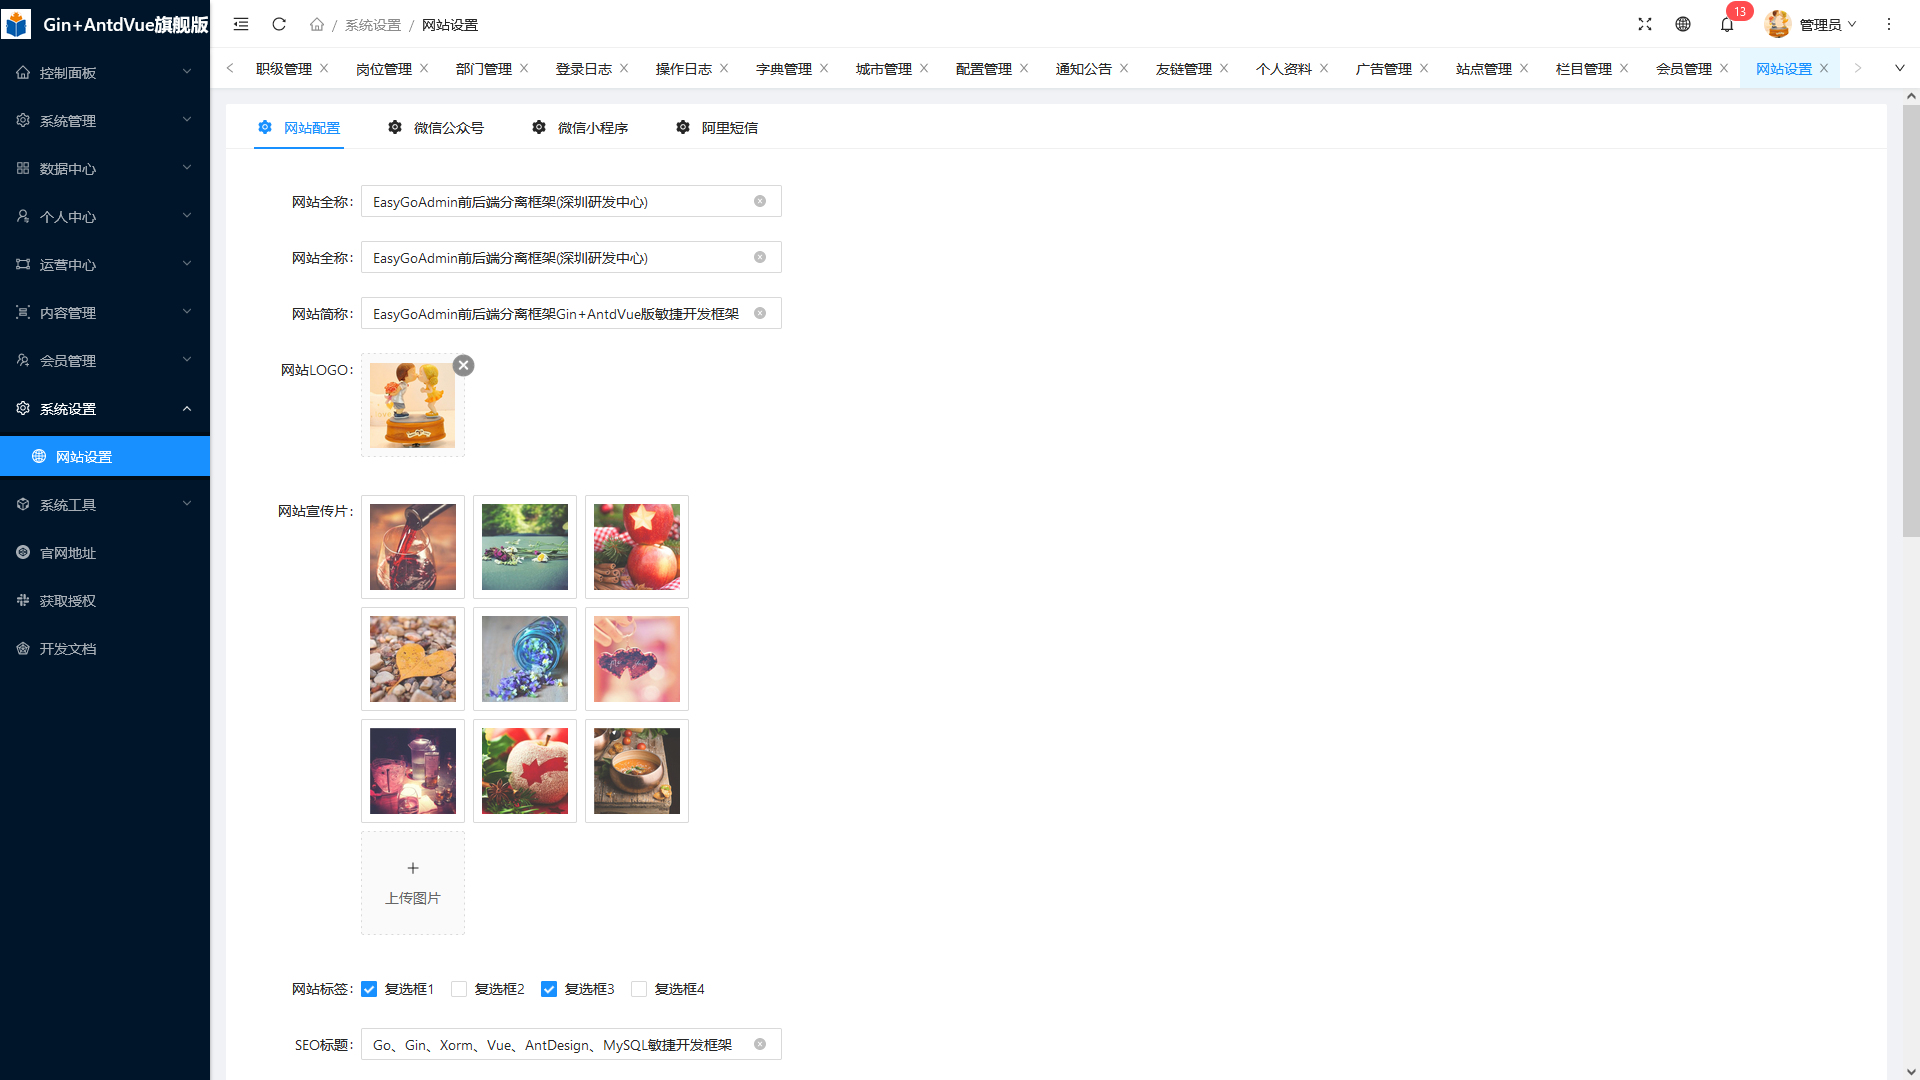 Gin+AntdVue旗舰版
控制面板
系统管理
数据中心
个人中心
运营中心
内容管理
会员管理
系统设置
网站设置
系统工具
官网地址
获取授权
开发文档
/ 系统设置 / 网站设置
13
管理员
职级管理 岗位管理 部门管理 登录日志 操作日志 字典管理 城市管理 配置管理 通知公告 友链管理 个人资料 广告管理 站点管理 栏目管理 会员管理 网站设置
网站配置 微信公众号 微信小程序 阿里短信
网站全称: EasyGoAdmin前后端分离框架(深圳研发中心)
网站全称: EasyGoAdmin前后端分离框架(深圳研发中心)
网站简称: EasyGoAdmin前后端分离框架Gin+AntdVue版敏捷开发框架
网站LOGO:
网站宣传片:
上传图片
网站标签: 复选框1 复选框2 复选框3 复选框4
SEO标题: Go、Gin、Xorm、Vue、AntDesign、MySQL敏捷开发框架